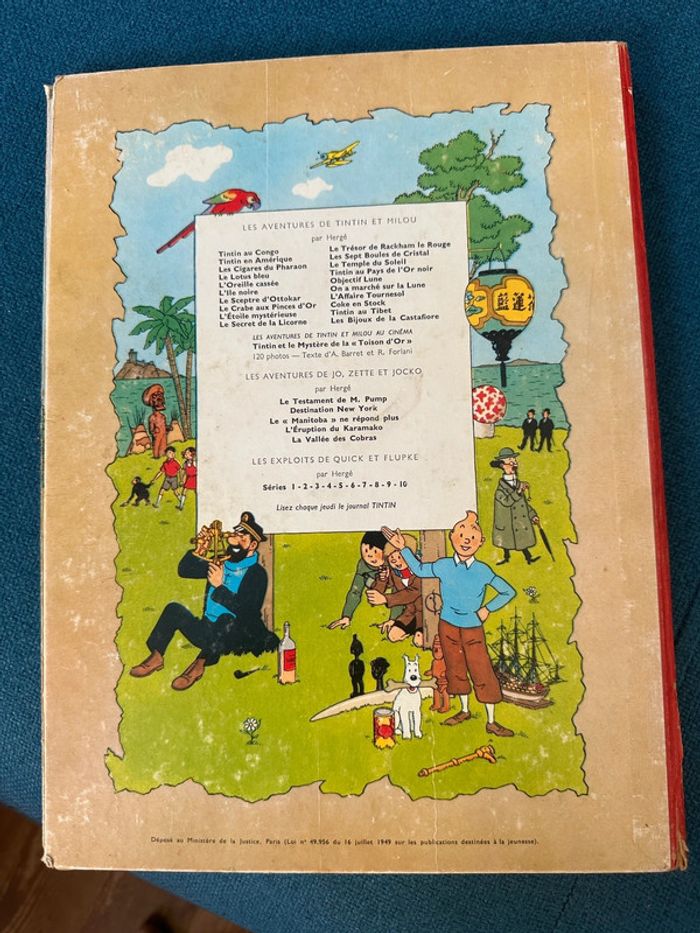 LES AVENTURES DE TINTIN ET MILOU
par Hergé
Tintin au Congo
Tintin en Amérique
Les Cigares du Pharaon
Le Lotus bleu
L'Oreille cassée
L'Ile noire
Le Sceptre d'Ottokar
Le Crabe aux Pinces d'Or
L'Étoile mystérieuse
Le Secret de la Licorne
Le Trésor de Rackham le Rouge
Les Sept Boules de Cristal
Le Temple du Soleil
Tintin au Pays de l'Or noir
Objectif Lune
On a marché sur la Lune
L'Affaire Tournesol
Coke en Stock
Tintin au Tibet
Les Bijoux de la Castafiore
LES AVENTURES DE TINTIN ET MILOU AU CINÉMA
Tintin et le Mystère de la « Toison d'Or »
120 photos — Texte d'A. Barret et R. Forlani
LES AVENTURES DE JO, ZETTE ET JOCKO
par Hergé
Le Testament de M. Pump
Destination New York
Le « Manitoba » ne répond plus
L'Éruption du Karamako
La Vallée des Cobras
LES EXPLOITS DE QUICK ET FLUPKE
par Hergé
Séries 1 - 2 - 3 - 4 - 5 - 6 - 7 - 8 - 9 - 10
Lisez chaque jeudi le journal TINTIN
藍蓮
Déposé au Ministère de la Justice, Paris (Loi n° 49.956 du 16 juillet 1949 sur les publications destinées à la jeunesse).